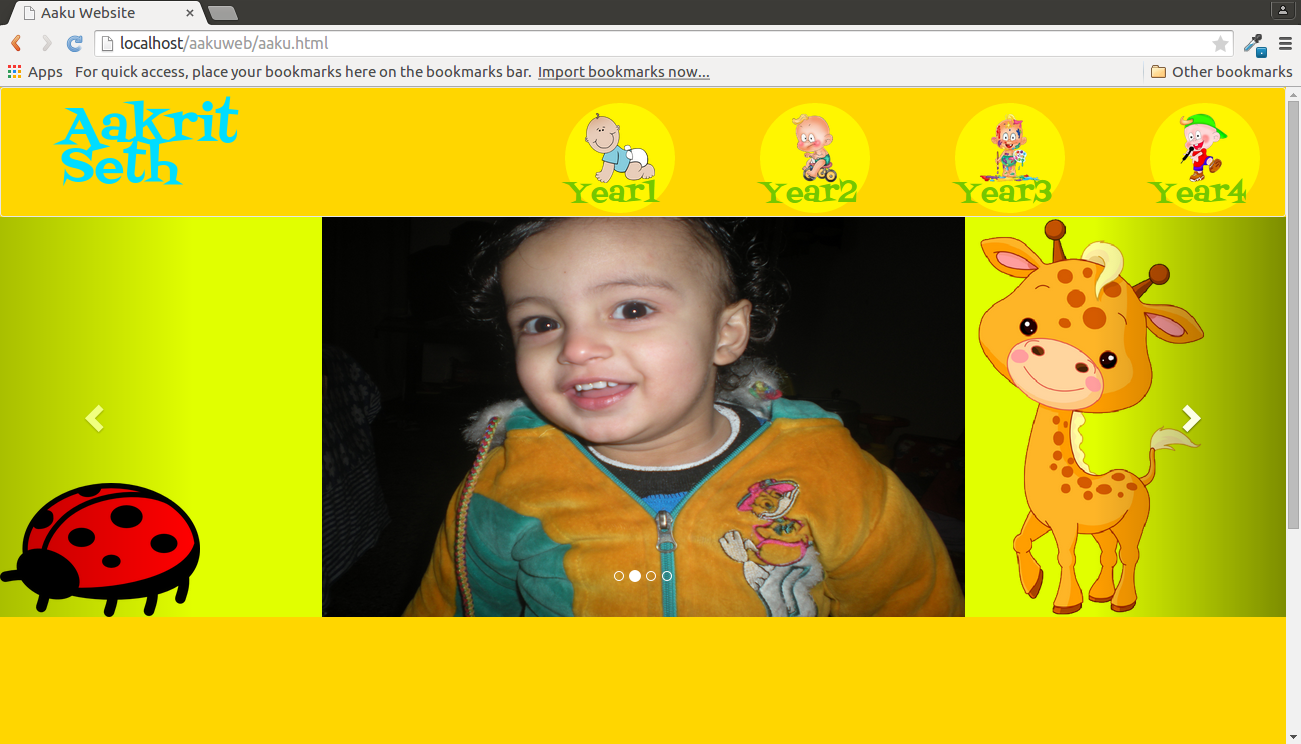 Aaku Website
localhost/aakuweb/aaku.html
Apps For quick access, place your bookmarks here on the bookmarks bar. Import bookmarks now... Other bookmarks
Aakrit
Seth
Year1 Year2 Year3 Year4